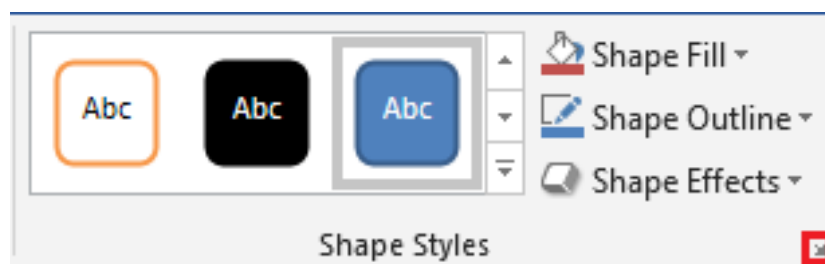 Abc Abc Abc
Shape Fill
Shape Outline
Shape Effects
Shape Styles